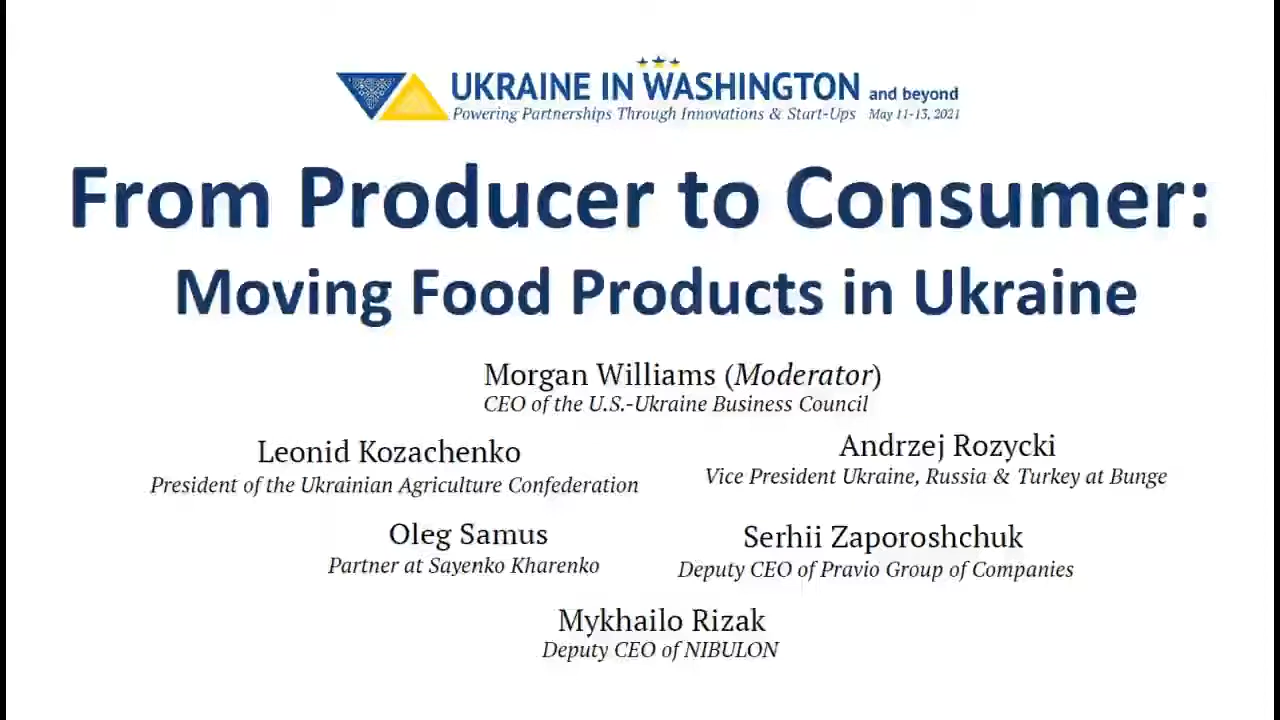 UKRAINE IN WASHINGTON and beyond
Powering Partnerships Through Innovations & Start-Ups May 11-13, 2021
From Producer to Consumer:
Moving Food Products in Ukraine
Morgan Williams (Moderator)
CEO of the U.S.-Ukraine Business Council
Leonid Kozachenko
President of the Ukrainian Agriculture Confederation
Andrzej Rozycki
Vice President Ukraine, Russia & Turkey at Bunge
Oleg Samus
Partner at Sayenko Kharenko
Serhii Zaporoshchuk
Deputy CEO of Pravio Group of Companies
Mykhailo Rizak
Deputy CEO of NIBULON